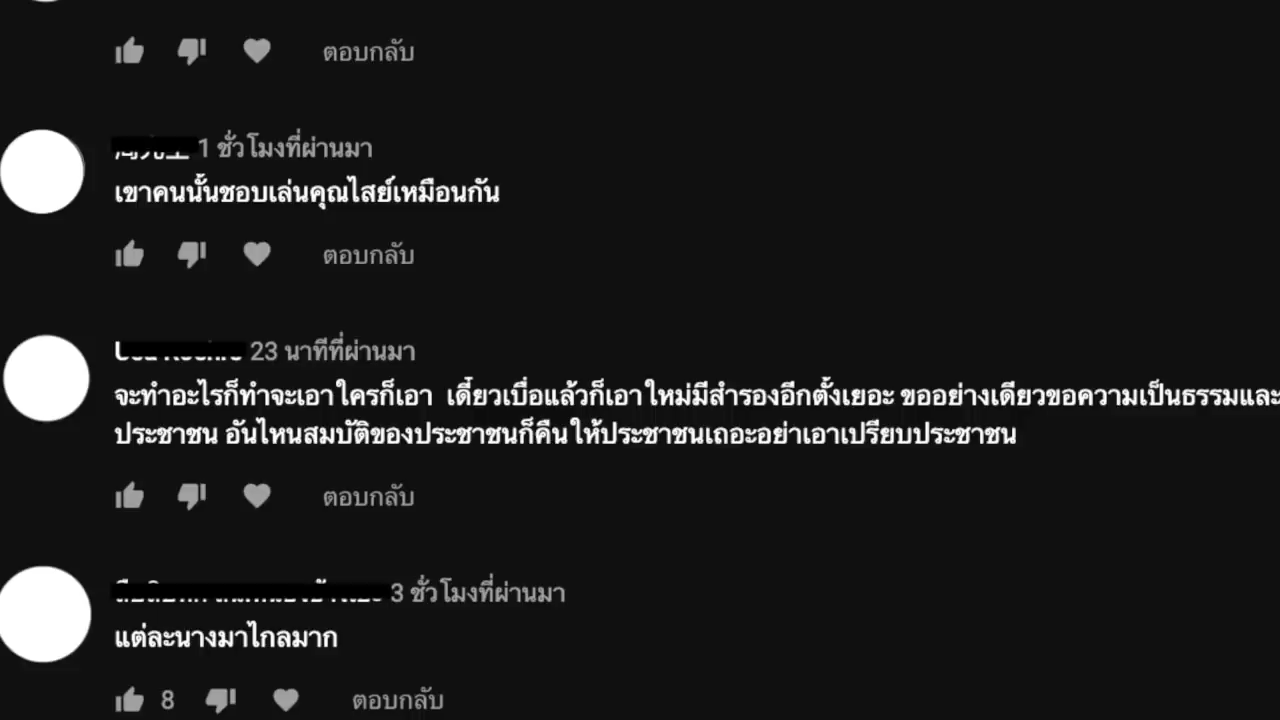 ตอบกลับ
1 ชั่วโมงที่ผ่านมา
เขาคนนั้นชอบเล่นคุณไสย์เหมือนกัน
ตอบกลับ
23 นาทีที่ผ่านมา
จะทำอะไรก็ทำจะเอาใครก็เอา เดี๋ยวเบื่อแล้วก็เอาใหม่มีสำรองอีกตั้งเยอะ ขออย่างเดียวขอความเป็นธรรมและ
ประชาชน อันไหนสมบัติของประชาชนก็คืนให้ประชาชนเถอะอย่าเอาเปรียบประชาชน
ตอบกลับ
3 ชั่วโมงที่ผ่านมา
แต่ละนางมาไกลมาก
8 ตอบกลับ